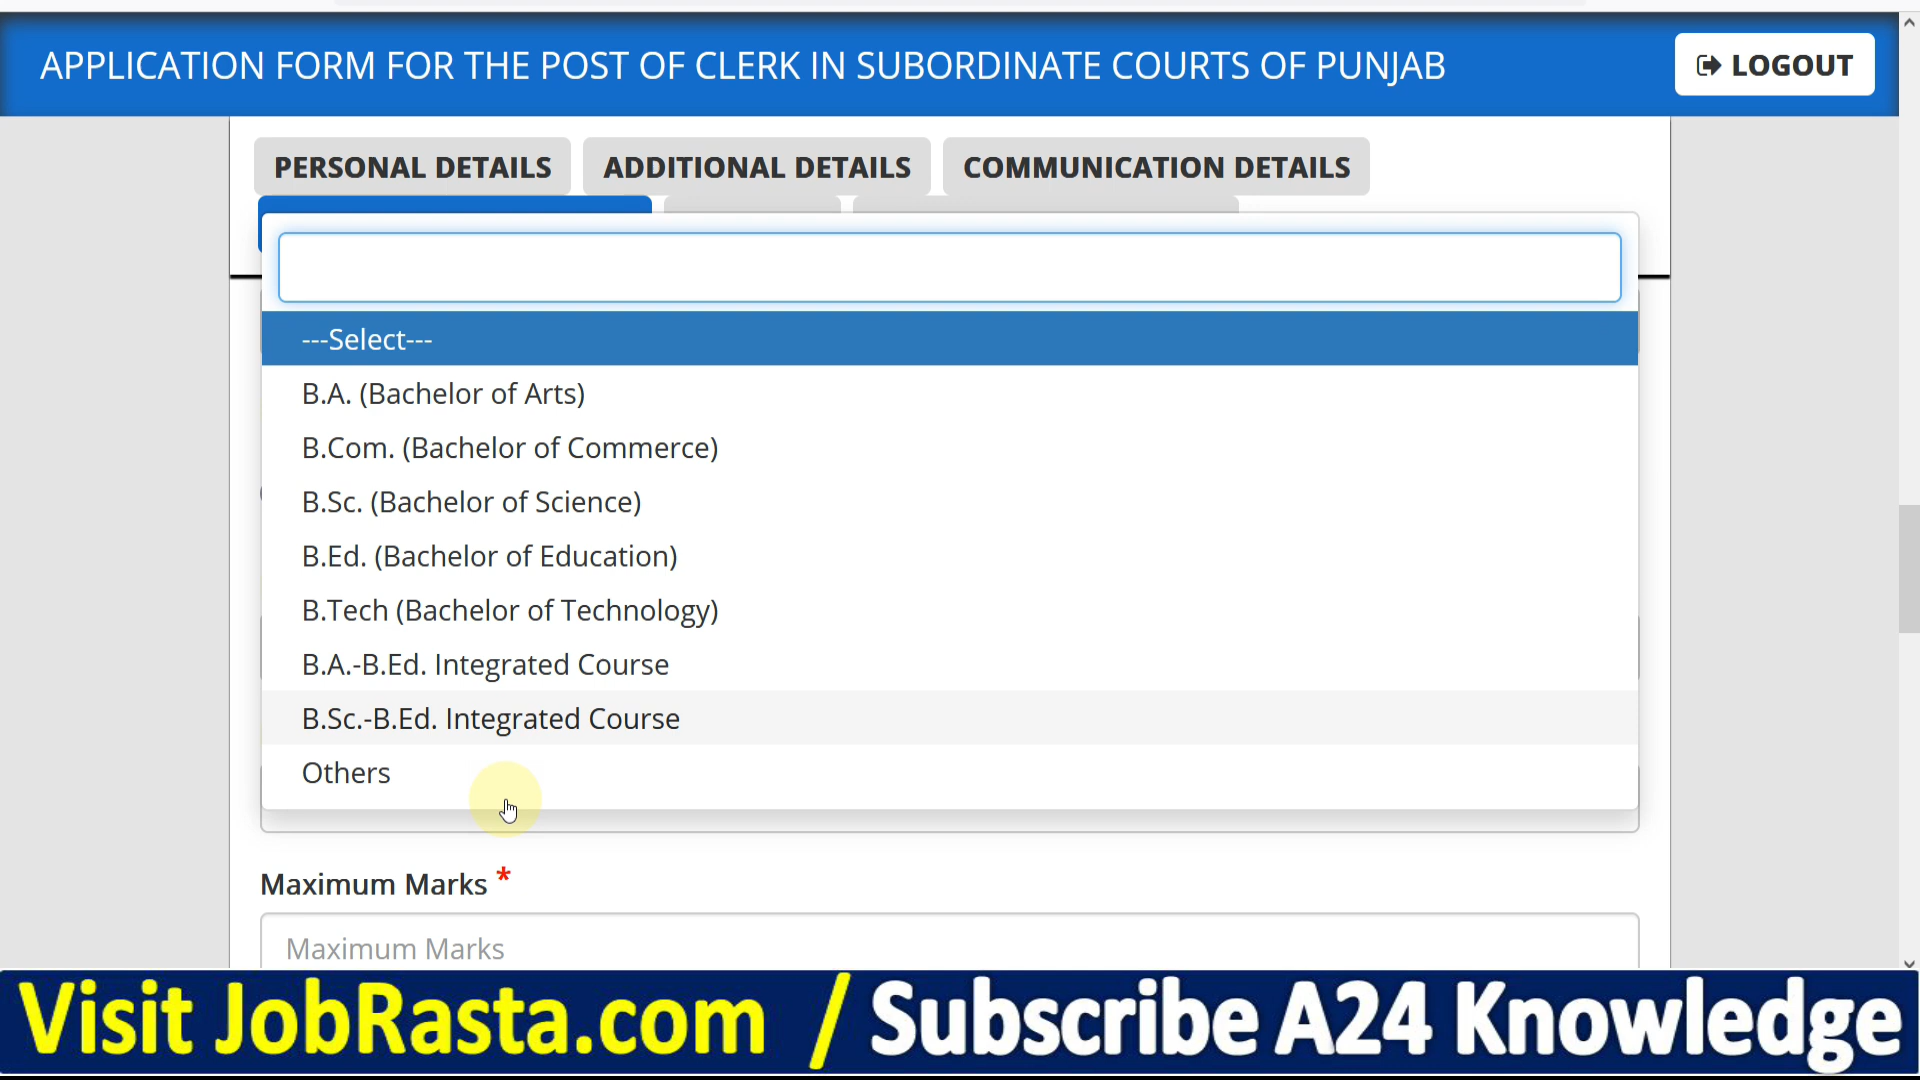 APPLICATION FORM FOR THE POST OF CLERK IN SUBORDINATE COURTS OF PUNJAB
LOGOUT
PERSONAL DETAILS
ADDITIONAL DETAILS
COMMUNICATION DETAILS
---Select---
B.A. (Bachelor of Arts)
B.Com. (Bachelor of Commerce)
B.Sc. (Bachelor of Science)
B.Ed. (Bachelor of Education)
B.Tech (Bachelor of Technology)
B.A.-B.Ed. Integrated Course
B.Sc.-B.Ed. Integrated Course
Others
Maximum Marks *
Maximum Marks
Visit JobRasta.com / Subscribe A24 Knowledge